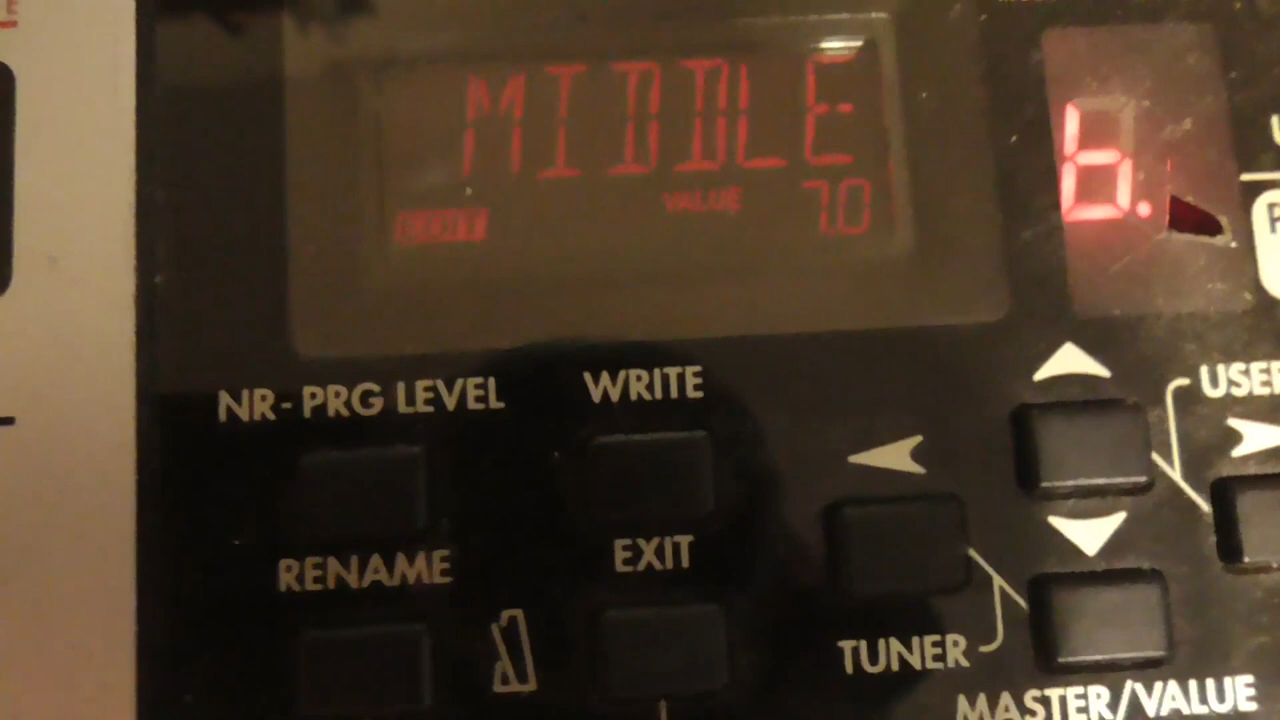 MIDDLE
EDIT VALUE 7.0
6.
NR-PRG LEVEL
WRITE
USER
RENAME
EXIT
TUNER
MASTER/VALUE